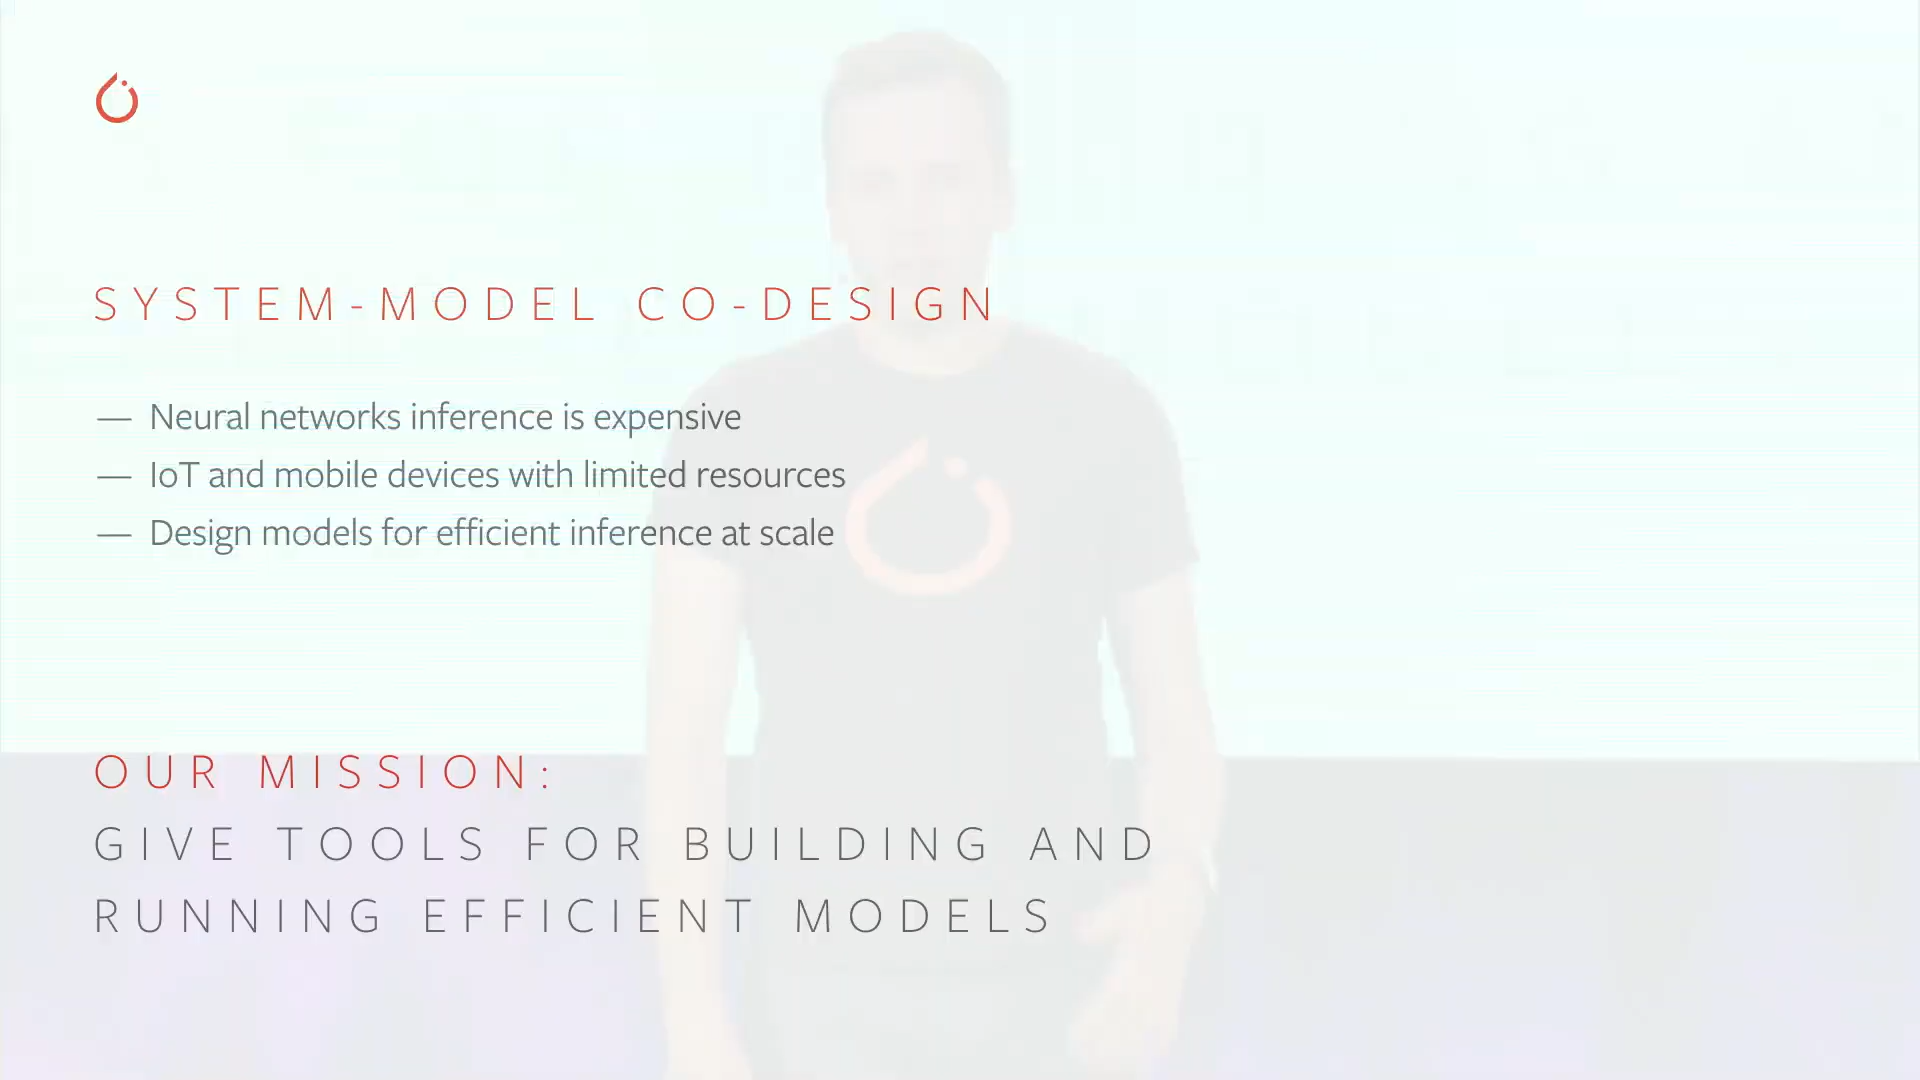 SYSTEM-MODEL CO-DESIGN
— Neural networks inference is expensive
— IoT and mobile devices with limited resources
— Design models for efficient inference at scale
OUR MISSION:
GIVE TOOLS FOR BUILDING AND
RUNNING EFFICIENT MODELS